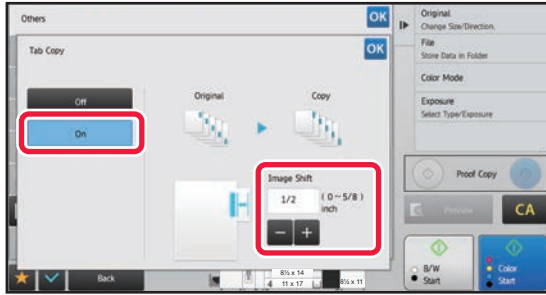 Others
OK
Tab Copy
OK
Off
On
Original
Copy
Image Shift
1/2
( 0~5/8 )
inch
Back
8½ x 14
4 11 x 17
8½ x 11
Original
Change Size/Direction.
File
Store Data in Folder
Color Mode
Exposure
Select Type/Exposure
Proof Copy
Preview
CA
B/W
Start
Color
Start